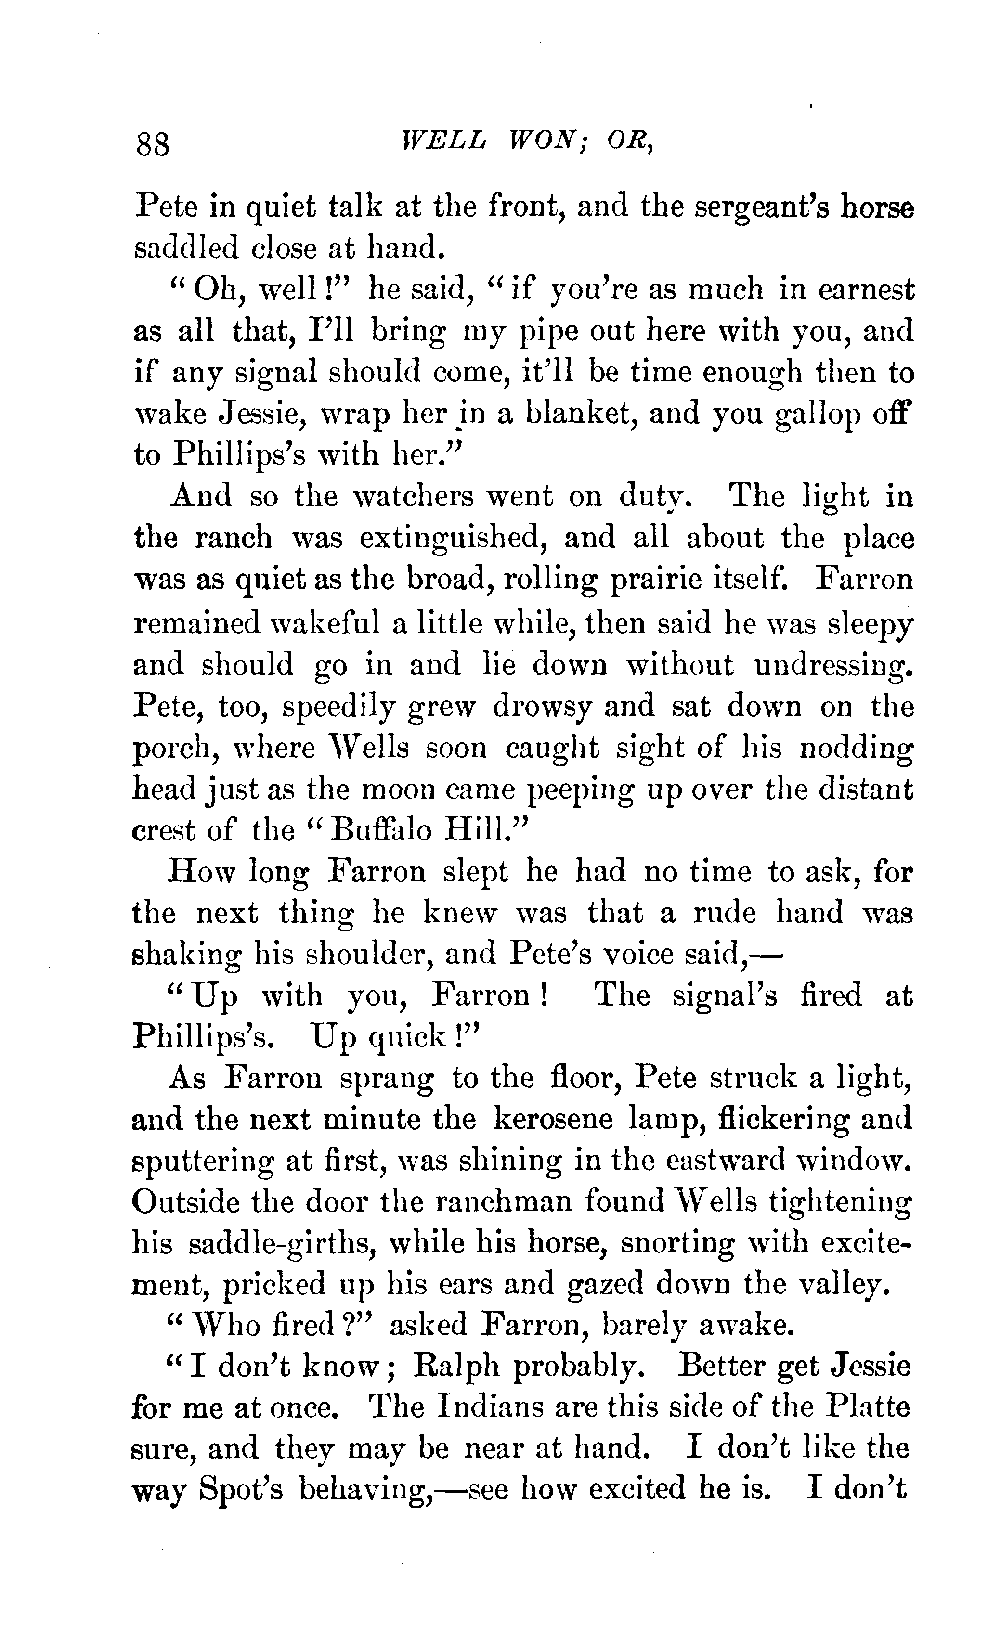 88 WELL WON; OR,
Pete in quiet talk at the front, and the sergeant's horse
saddled close at hand.
"Oh, well!" he said, "if you're as much in earnest
as all that, I'll bring my pipe out here with you, and
if any signal should come, it'll be time enough then to
wake Jessie, wrap her in a blanket, and you gallop off
to Phillips's with her."
And so the watchers went on duty. The light in
the ranch was extinguished, and all about the place
was as quiet as the broad, rolling prairie itself. Farron
remained wakeful a little while, then said he was sleepy
and should go in and lie down without undressing.
Pete, too, speedily grew drowsy and sat down on the
porch, where Wells soon caught sight of his nodding
head just as the moon came peeping up over the distant
crest of the "Buffalo Hill."
How long Farron slept he had no time to ask, for
the next thing he knew was that a rude hand was
shaking his shoulder, and Pete's voice said,—
"Up with you, Farron! The signal's fired at
Phillips's. Up quick!"
As Farron sprang to the floor, Pete struck a light,
and the next minute the kerosene lamp, flickering and
sputtering at first, was shining in the eastward window.
Outside the door the ranchman found Wells tightening
his saddle-girths, while his horse, snorting with excite-
ment, pricked up his ears and gazed down the valley.
"Who fired?" asked Farron, barely awake.
"I don't know; Ralph probably. Better get Jessie
for me at once. The Indians are this side of the Platte
sure, and they may be near at hand. I don't like the
way Spot's behaving,—see how excited he is. I don't